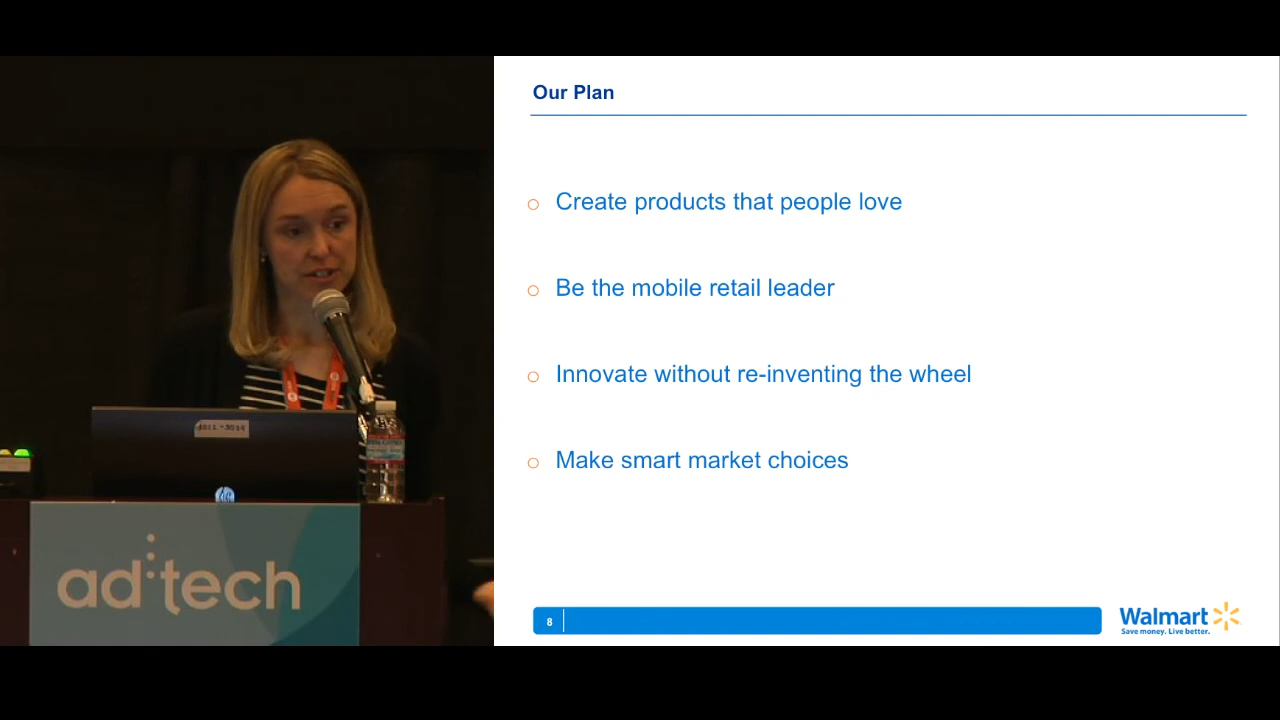 Our Plan
Create products that people love
Be the mobile retail leader
Innovate without re-inventing the wheel
Make smart market choices
ad:tech
8
Walmart
Save money. Live better.